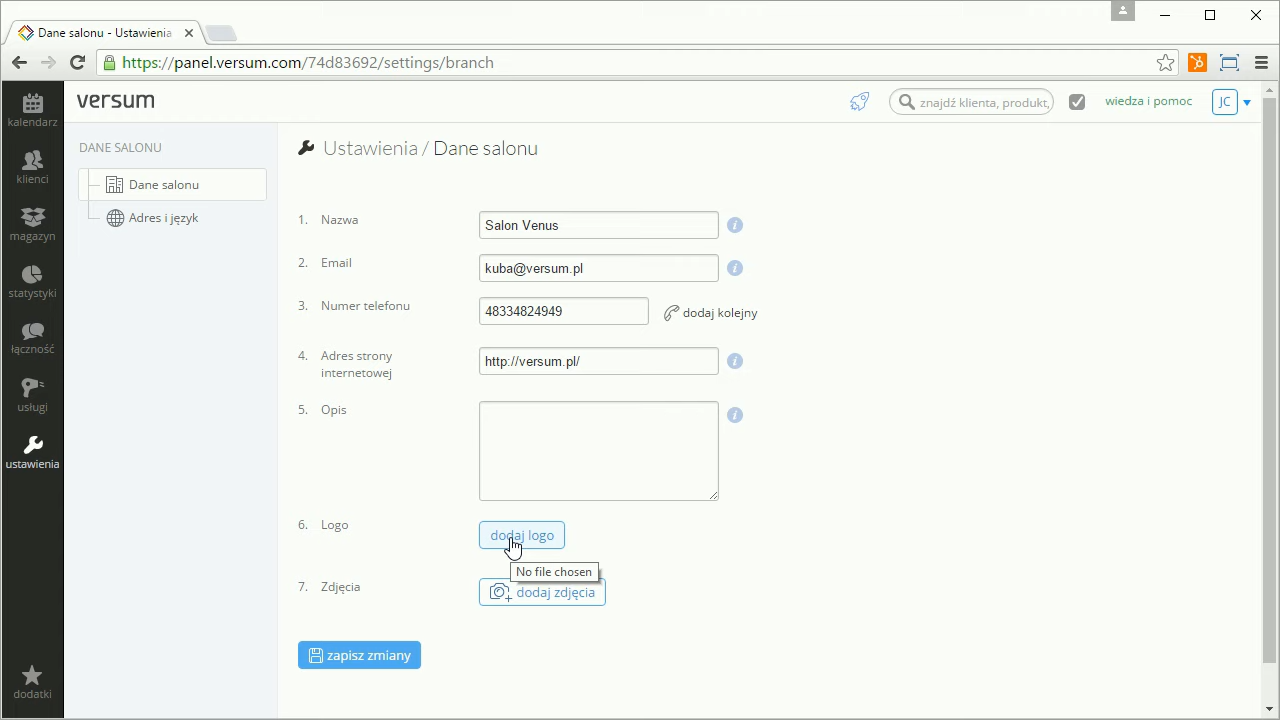 Dane salonu - Ustawienia
https://panel.versum.com/74d83692/settings/branch
versum
znajdź klienta, produkt,
wiedza i pomoc
JC
kalendarz
klienci
magazyn
statystyki
łączność
usługi
ustawienia
dodatki
DANE SALONU
Dane salonu
Adres i język
Ustawienia / Dane salonu
1. Nazwa
Salon Venus
2. Email
kuba@versum.pl
3. Numer telefonu
48334824949
dodaj kolejny
4. Adres strony
internetowej
http://versum.pl/
5. Opis
6. Logo
dodaj logo
No file chosen
7. Zdjęcia
dodaj zdjęcia
zapisz zmiany